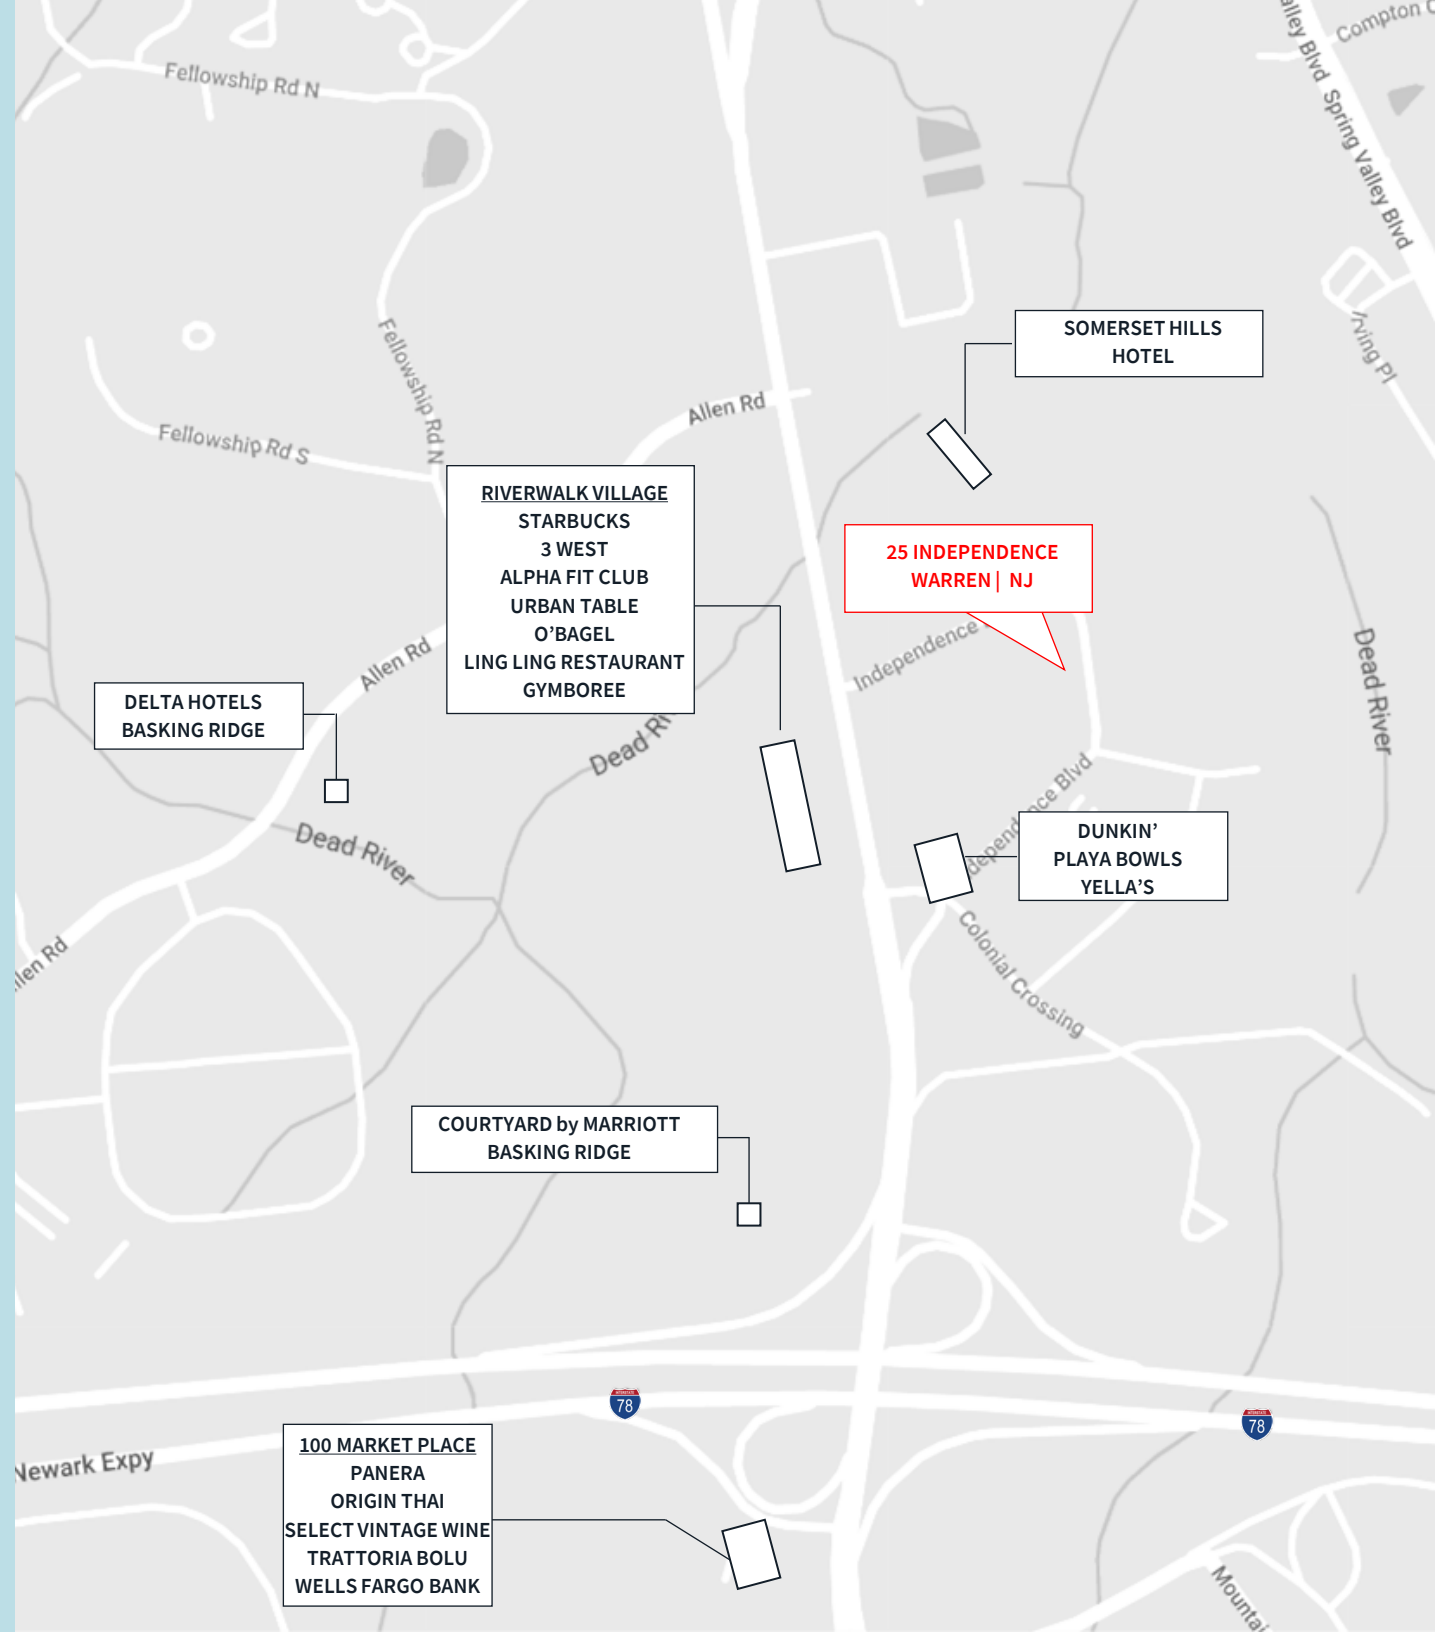 Compton
alley Blvd
Fellowship Rd N
Spring Valley Blvd
SOMERSET HILLS
HOTEL
Irving Pl
Fellowship Rd N
Allen Rd
Fellowship Rd S
RIVERWALK VILLAGE
STARBUCKS
3 WEST
ALPHA FIT CLUB
URBAN TABLE
O’BAGEL
LING LING RESTAURANT
GYMBOREE
25 INDEPENDENCE
WARREN | NJ
Independence
Allen Rd
Dead River
DELTA HOTELS
BASKING RIDGE
Dead Riv
dependence Blvd
DUNKIN’
PLAYA BOWLS
YELLA’S
Dead River
llen Rd
Colonial Crossing
COURTYARD by MARRIOTT
BASKING RIDGE
78
78
Newark Expy
100 MARKET PLACE
PANERA
ORIGIN THAI
SELECT VINTAGE WINE
TRATTORIA BOLU
WELLS FARGO BANK
Mountai